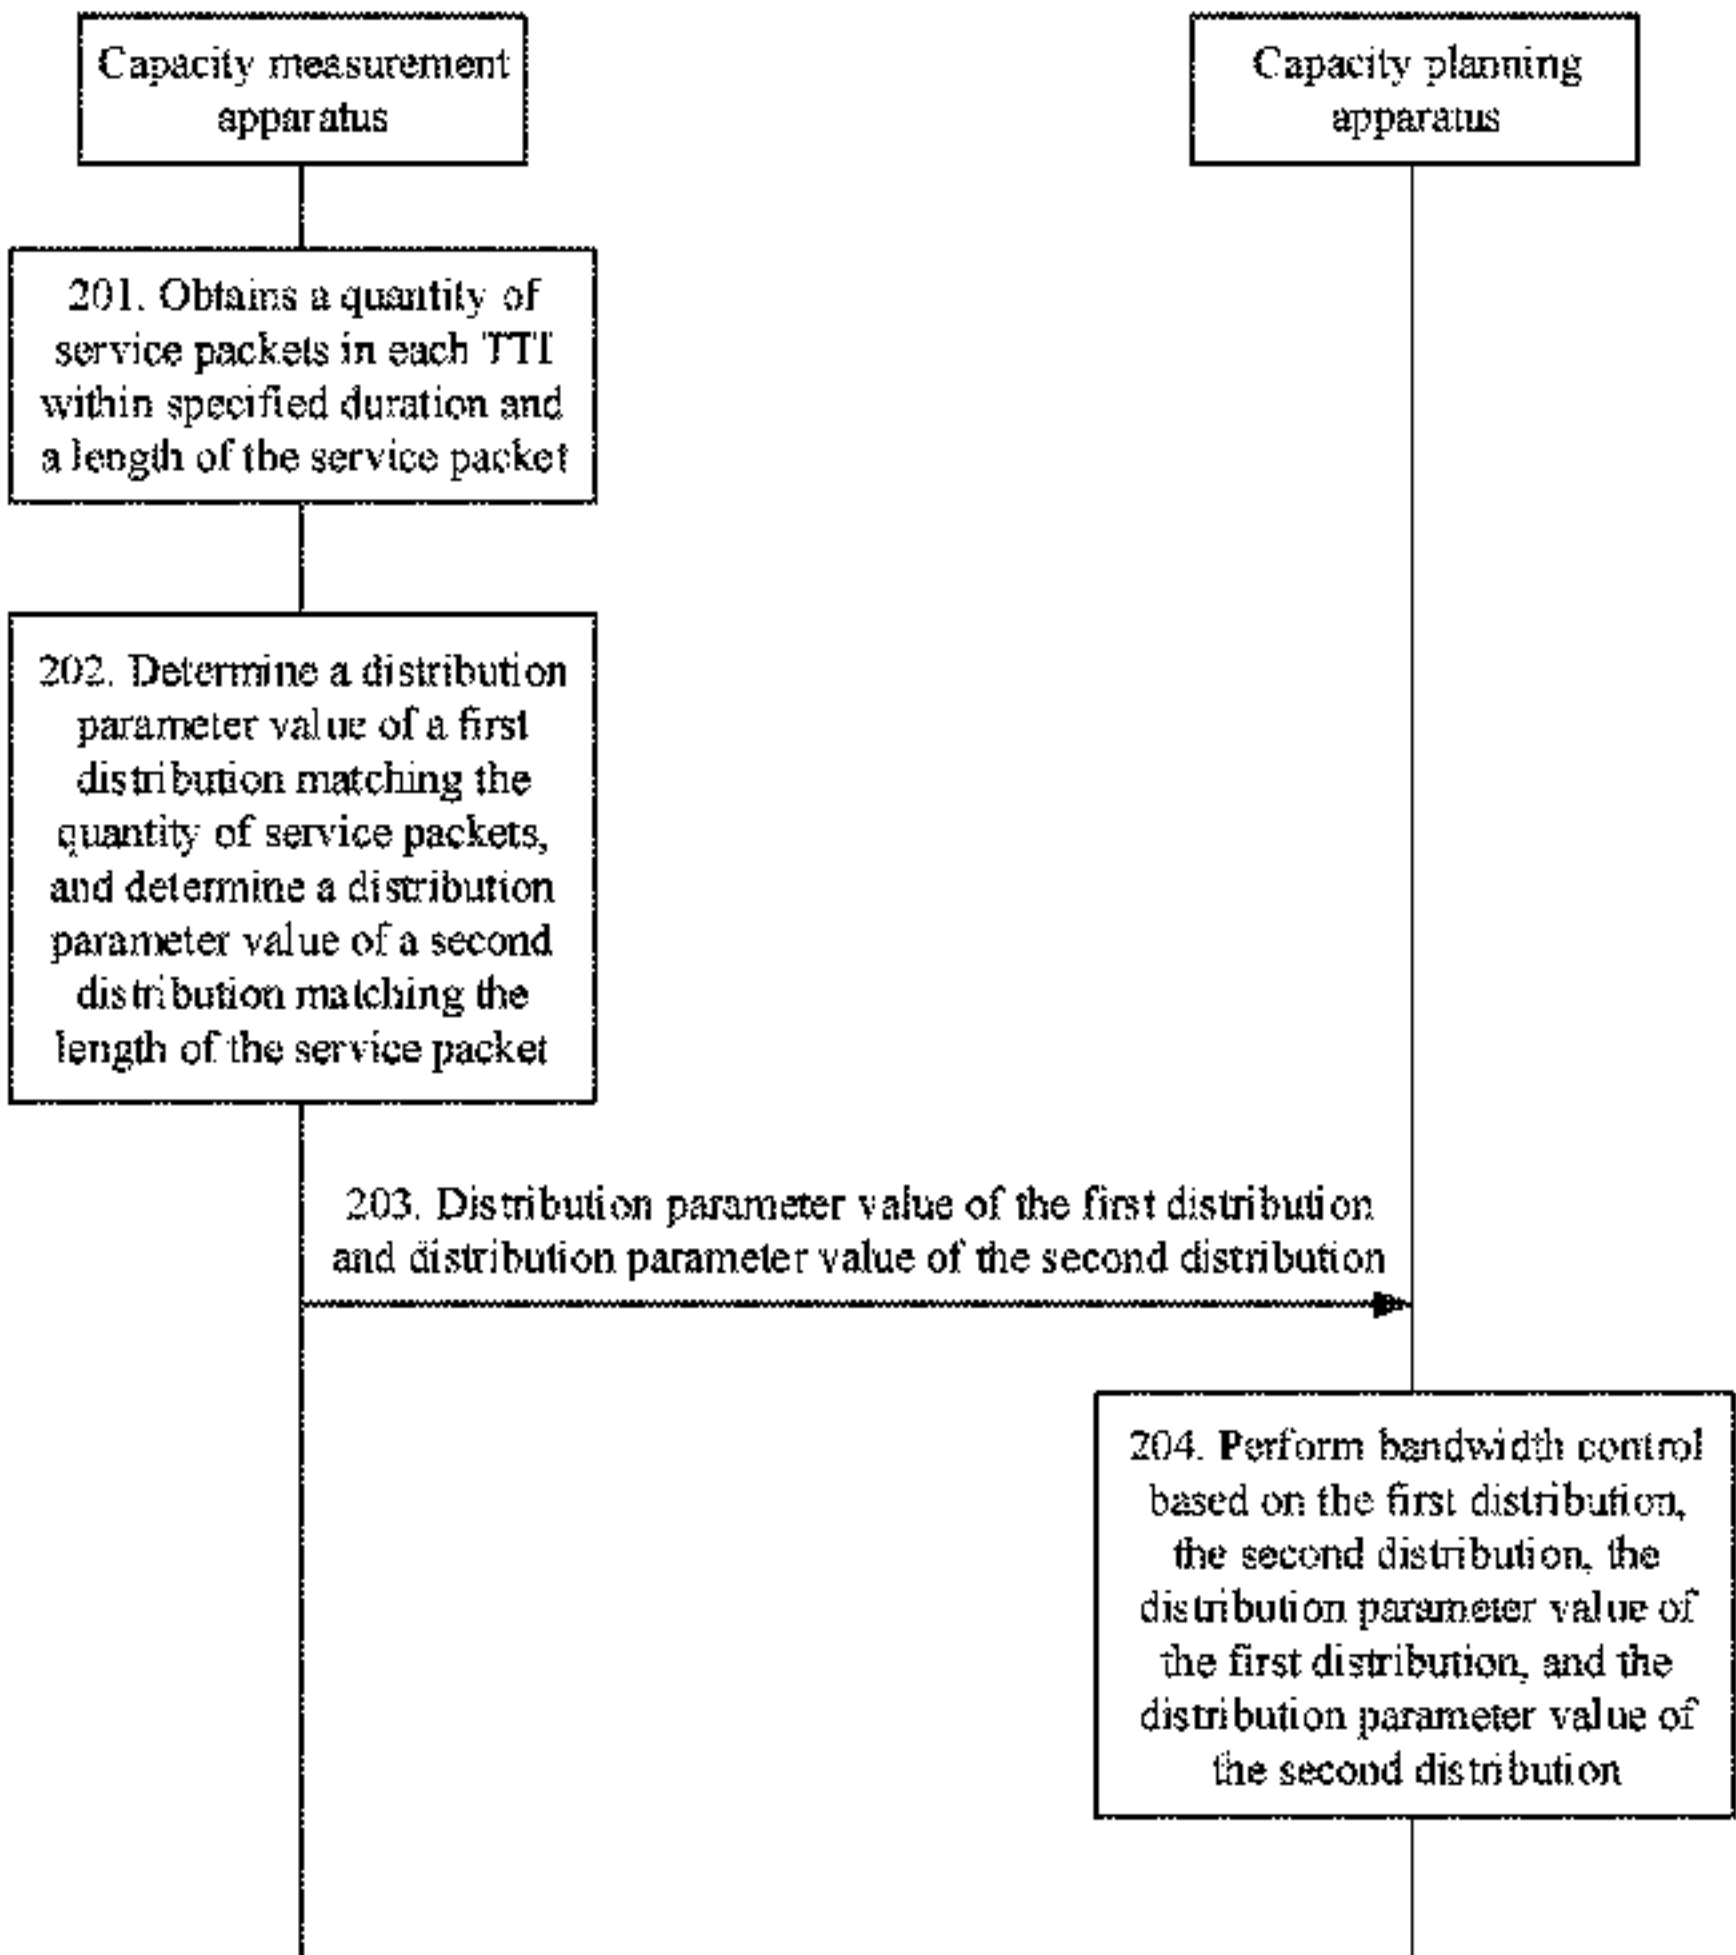 Capacity measurement
apparatus
Capacity planning
apparatus
201. Obtains a quantity of
service packets in each TTI
within specified duration and
a length of the service packet
202. Determine a distribution
parameter value of a first
distribution matching the
quantity of service packets,
and determine a distribution
parameter value of a second
distribution matching the
length of the service packet
203. Distribution parameter value of the first distribution
and distribution parameter value of the second distribution
204. Perform bandwidth control
based on the first distribution,
the second distribution, the
distribution parameter value of
the first distribution, and the
distribution parameter value of
the second distribution